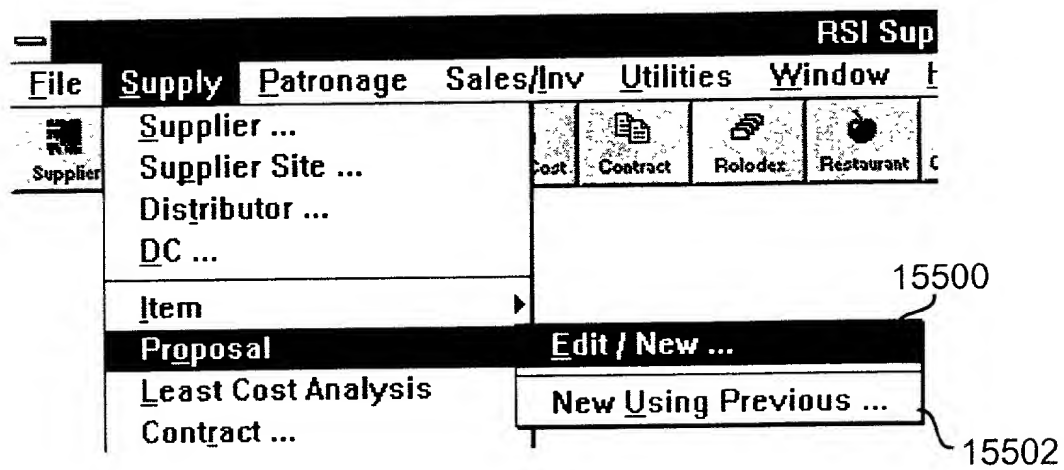 RSI Sup
File Supply Patronage Sales/Inv Utilities Window
Supplier Cost Contract Rolodex Restaurant
Supplier ...
Supplier Site ...
Distributor ...
DC ...
Item
Proposal
Least Cost Analysis
Contract ...
Edit / New ...
New Using Previous ...
15500
15502